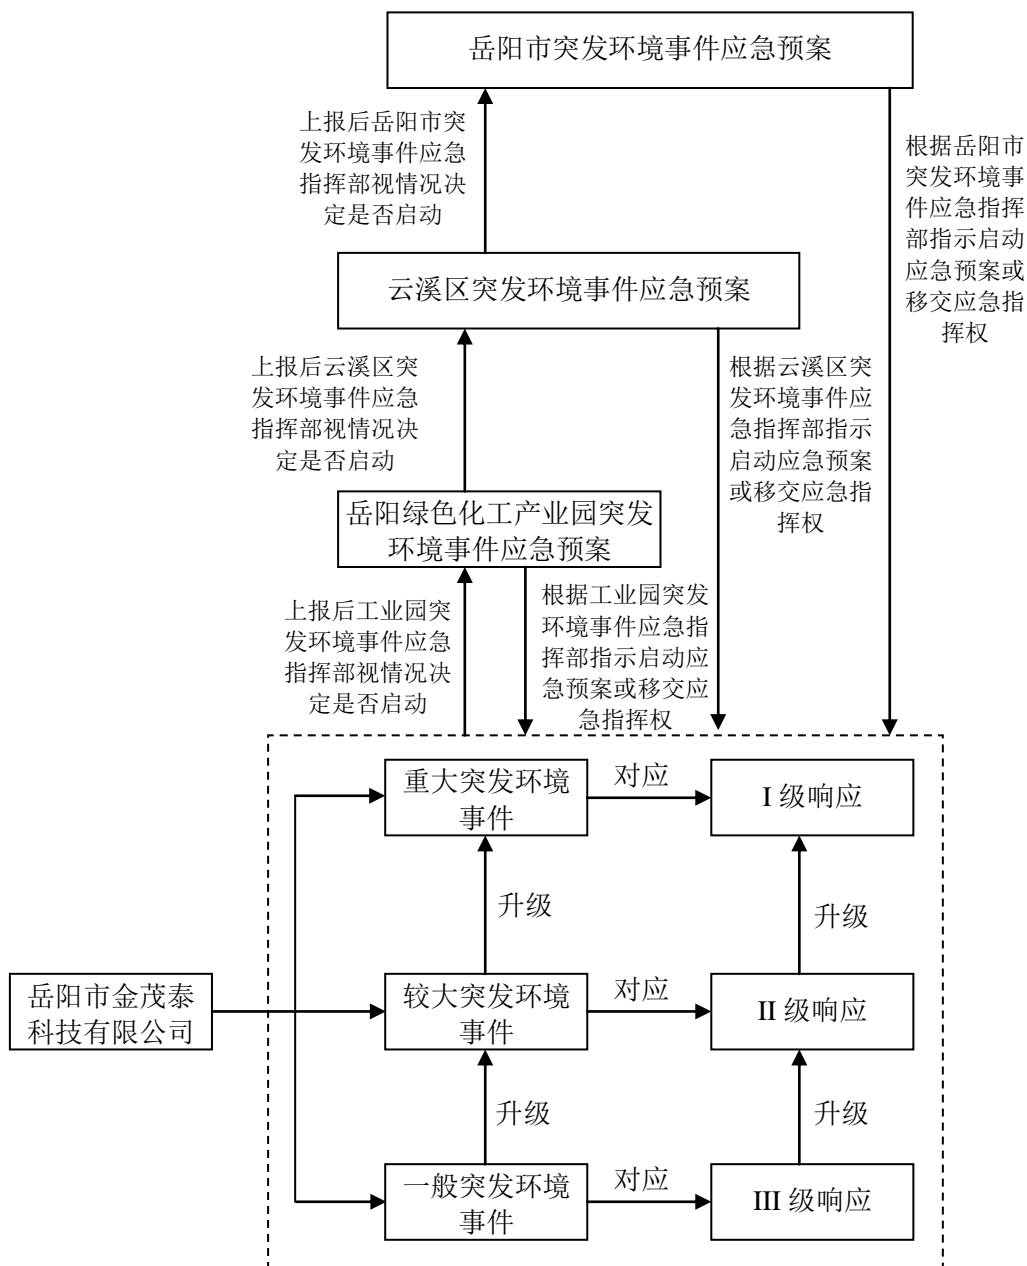 岳阳市突发环境事件应急预案
上报后岳阳市突
发环境事件应急
指挥部视情况决
定是否启动
根据岳阳市
突发环境事
件应急指挥
部指示启动
应急预案或
移交应急指
挥权
云溪区突发环境事件应急预案
上报后云溪区突
发环境事件应急
指挥部视情况决
定是否启动
根据云溪区突
发环境事件应
急指挥部指示
启动应急预案
或移交应急指
挥权
岳阳绿色化工产业园突发
环境事件应急预案
上报后工业园突
发环境事件应急
指挥部视情况决
定是否启动
根据工业园突发
环境事件应急指
挥部指示启动应
急预案或移交应
急指挥权
重大突发环境
事件
对应
I 级响应
升级
升级
岳阳市金茂泰
科技有限公司
较大突发环境
事件
对应
II 级响应
升级
升级
一般突发环境
事件
对应
III 级响应